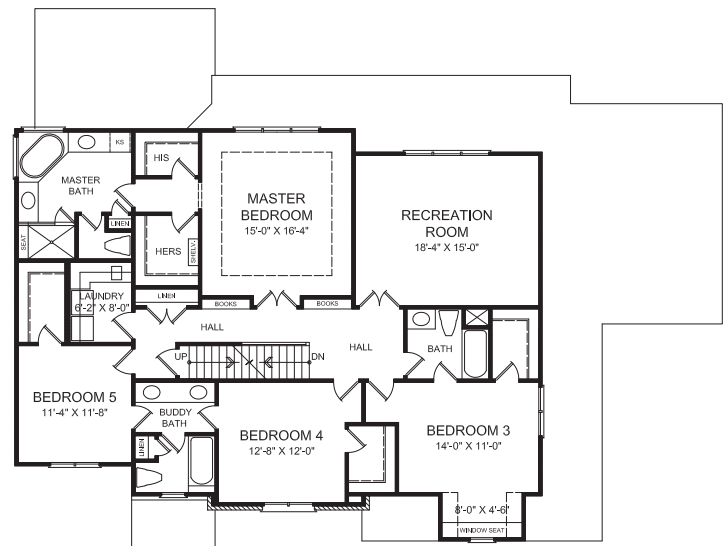 KS
HIS
MASTER
BATH
MASTER
BEDROOM
15'-0" X 16'-4"
RECREATION
ROOM
18'-4" X 15'-0"
LINEN
SEAT
HERS
SHELV.
LAUNDRY
6'-2" X 8'-0"
LINEN
BOOKS
BOOKS
HALL
HALL
BATH
UP
DN
BEDROOM 5
11'-4" X 11'-8"
BUDDY
BATH
LINEN
BEDROOM 4
12'-8" X 12'-0"
BEDROOM 3
14'-0" X 11'-0"
8'-0" X 4'-6"
WINDOW SEAT